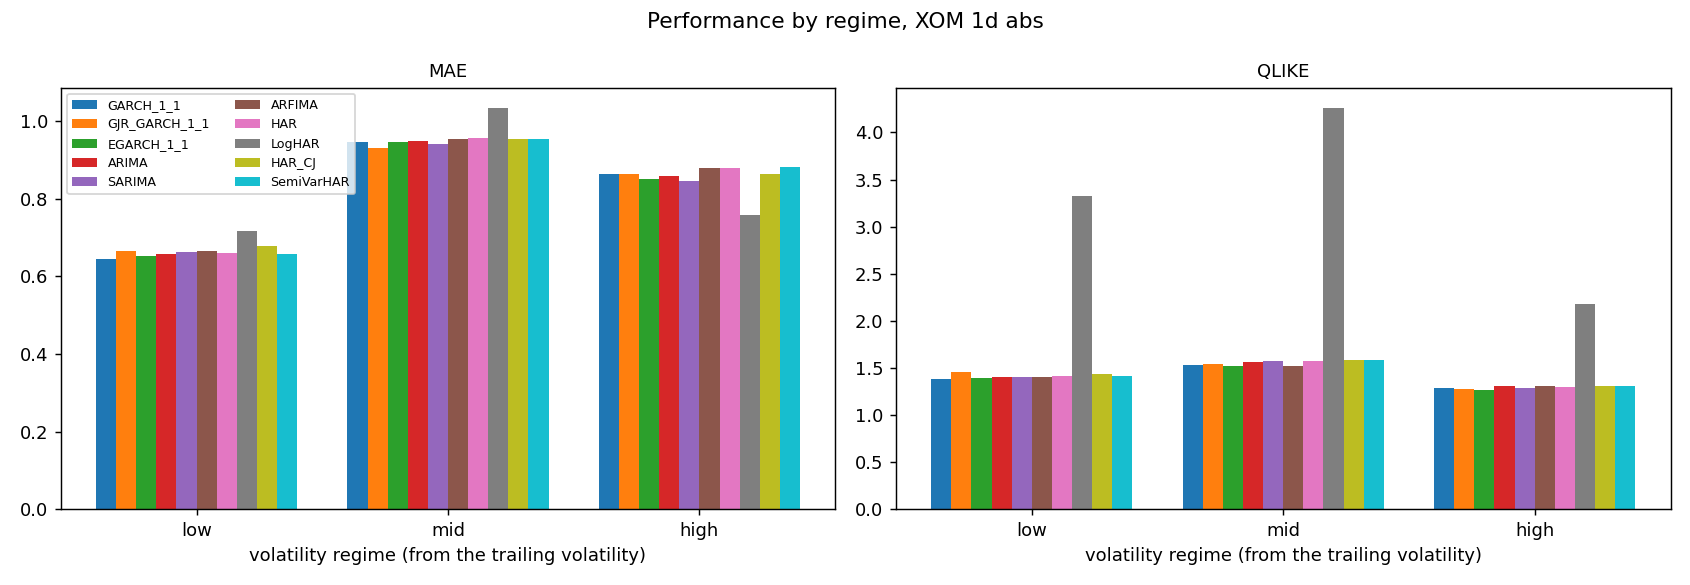 Performance by regime, XOM 1d abs
MAE
GARCH_1_1
GJR_GARCH_1_1
EGARCH_1_1
ARIMA
SARIMA
ARFIMA
HAR
LogHAR
HAR_CJ
SemiVarHAR
1.0
0.8
0.6
0.4
0.2
0.0
low mid high
volatility regime (from the trailing volatility)
QLIKE
4.0
3.5
3.0
2.5
2.0
1.5
1.0
0.5
0.0
low mid high
volatility regime (from the trailing volatility)